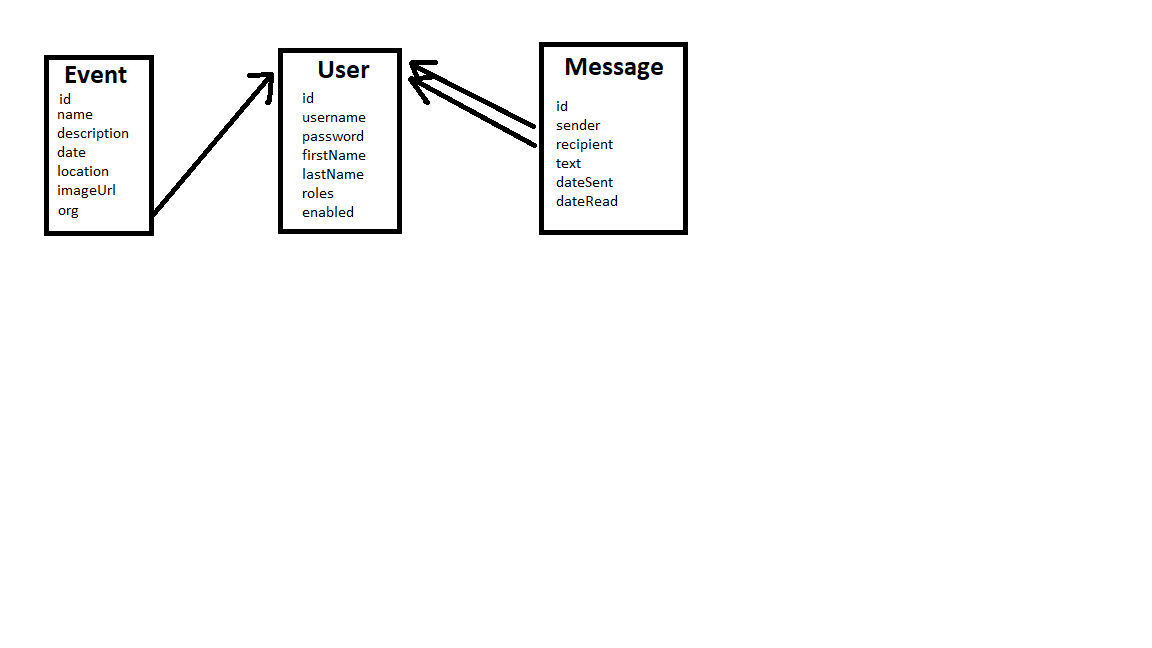 Event
id
name
description
date
location
imageUrl
org
User
id
username
password
firstName
lastName
roles
enabled
Message
id
sender
recipient
text
dateSent
dateRead